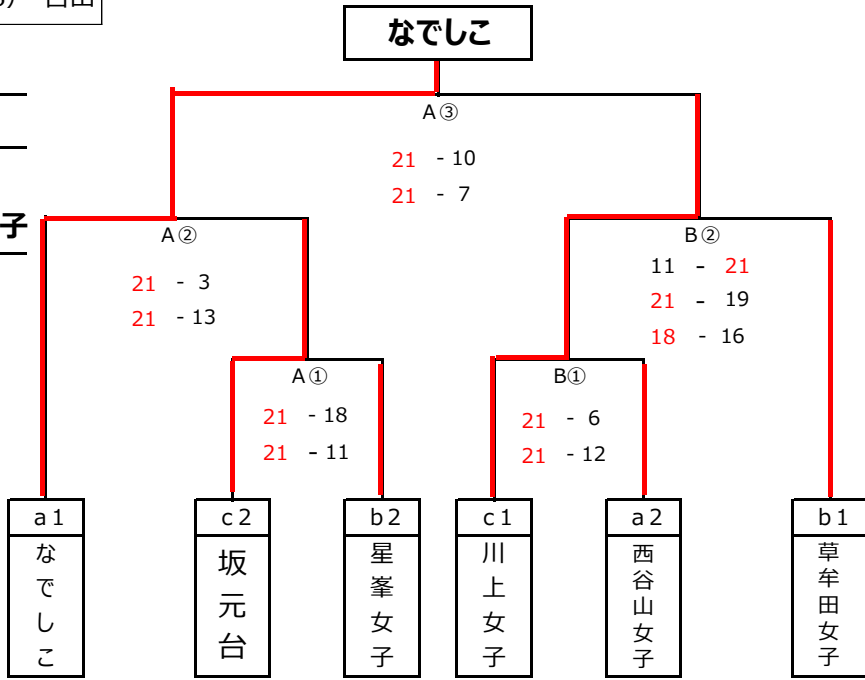 なでしこ
A③
21 - 10
21 - 7
子
A②
21 - 3
21 - 13
B②
11 - 21
21 - 19
18 - 16
A①
21 - 18
21 - 11
B①
21 - 6
21 - 12
a1
c2
b2
c1
a2
b1
なでしこ
坂元台
星峯女子
川上女子
西谷山女子
草牟田女子